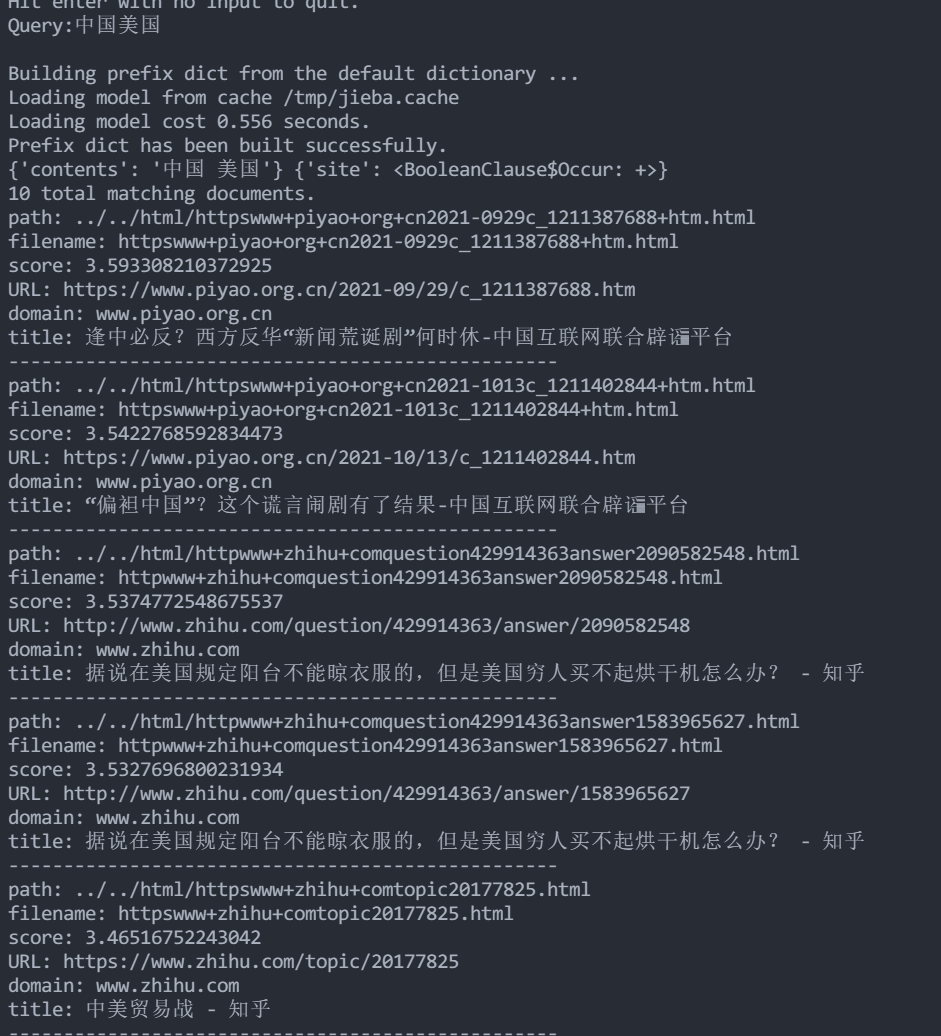 Hit enter with no input to quit.
Query:中国美国
Building prefix dict from the default dictionary ...
Loading model from cache /tmp/jieba.cache
Loading model cost 0.556 seconds.
Prefix dict has been built successfully.
{'contents': '中国 美国'} {'site': <BooleanClause$Occur: +>}
10 total matching documents.
path: ../../html/httpswww+piyao+org+cn2021-0929c_1211387688+htm.html
filename: httpswww+piyao+org+cn2021-0929c_1211387688+htm.html
score: 3.593308210372925
URL: https://www.piyao.org.cn/2021-09/29/c_1211387688.htm
domain: www.piyao.org.cn
title: 逢中必反？西方反华“新闻荒诞剧”何时休-中国互联网联合辟谣平台
--------------------------------------------------
path: ../../html/httpswww+piyao+org+cn2021-1013c_1211402844+htm.html
filename: httpswww+piyao+org+cn2021-1013c_1211402844+htm.html
score: 3.5422768592834473
URL: https://www.piyao.org.cn/2021-10/13/c_1211402844.htm
domain: www.piyao.org.cn
title: “偏袒中国”？这个谎言闹剧有了结果-中国互联网联合辟谣平台
--------------------------------------------------
path: ../../html/httpwww+zhihu+comquestion429914363answer2090582548.html
filename: httpwww+zhihu+comquestion429914363answer2090582548.html
score: 3.5374772548675537
URL: http://www.zhihu.com/question/429914363/answer/2090582548
domain: www.zhihu.com
title: 据说在美国规定阳台不能晾衣服的，但是美国穷人买不起烘干机怎么办？ - 知乎
--------------------------------------------------
path: ../../html/httpwww+zhihu+comquestion429914363answer1583965627.html
filename: httpwww+zhihu+comquestion429914363answer1583965627.html
score: 3.5327696800231934
URL: http://www.zhihu.com/question/429914363/answer/1583965627
domain: www.zhihu.com
title: 据说在美国规定阳台不能晾衣服的，但是美国穷人买不起烘干机怎么办？ - 知乎
--------------------------------------------------
path: ../../html/httpswww+zhihu+comtopic20177825.html
filename: httpswww+zhihu+comtopic20177825.html
score: 3.46516752243042
URL: https://www.zhihu.com/topic/20177825
domain: www.zhihu.com
title: 中美贸易战 - 知乎
--------------------------------------------------